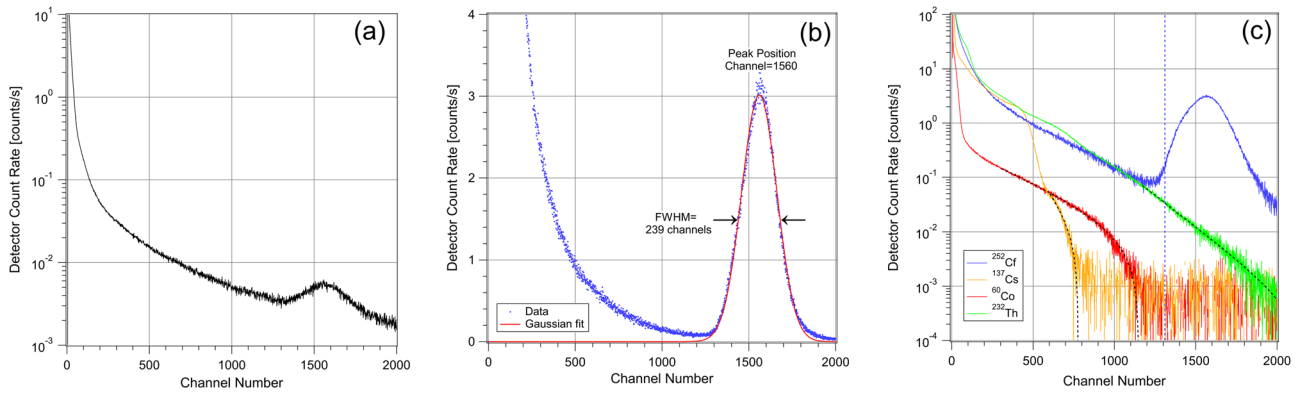 (a)
10^1
10^0
10^-1
10^-2
10^-3
0
500
1000
1500
2000
Detector Count Rate [counts/s]
Channel Number
(b)
4
3
2
1
0
0
500
1000
1500
2000
Detector Count Rate [counts/s]
Channel Number
Peak Position
Channel=1560
FWHM=
239 channels
Data
Gaussian fit
(c)
10^2
10^1
10^0
10^-1
10^-2
10^-3
10^-4
0
500
1000
1500
2000
Detector Count Rate [counts/s]
Channel Number
^252Cf
^137Cs
^60Co
^232Th